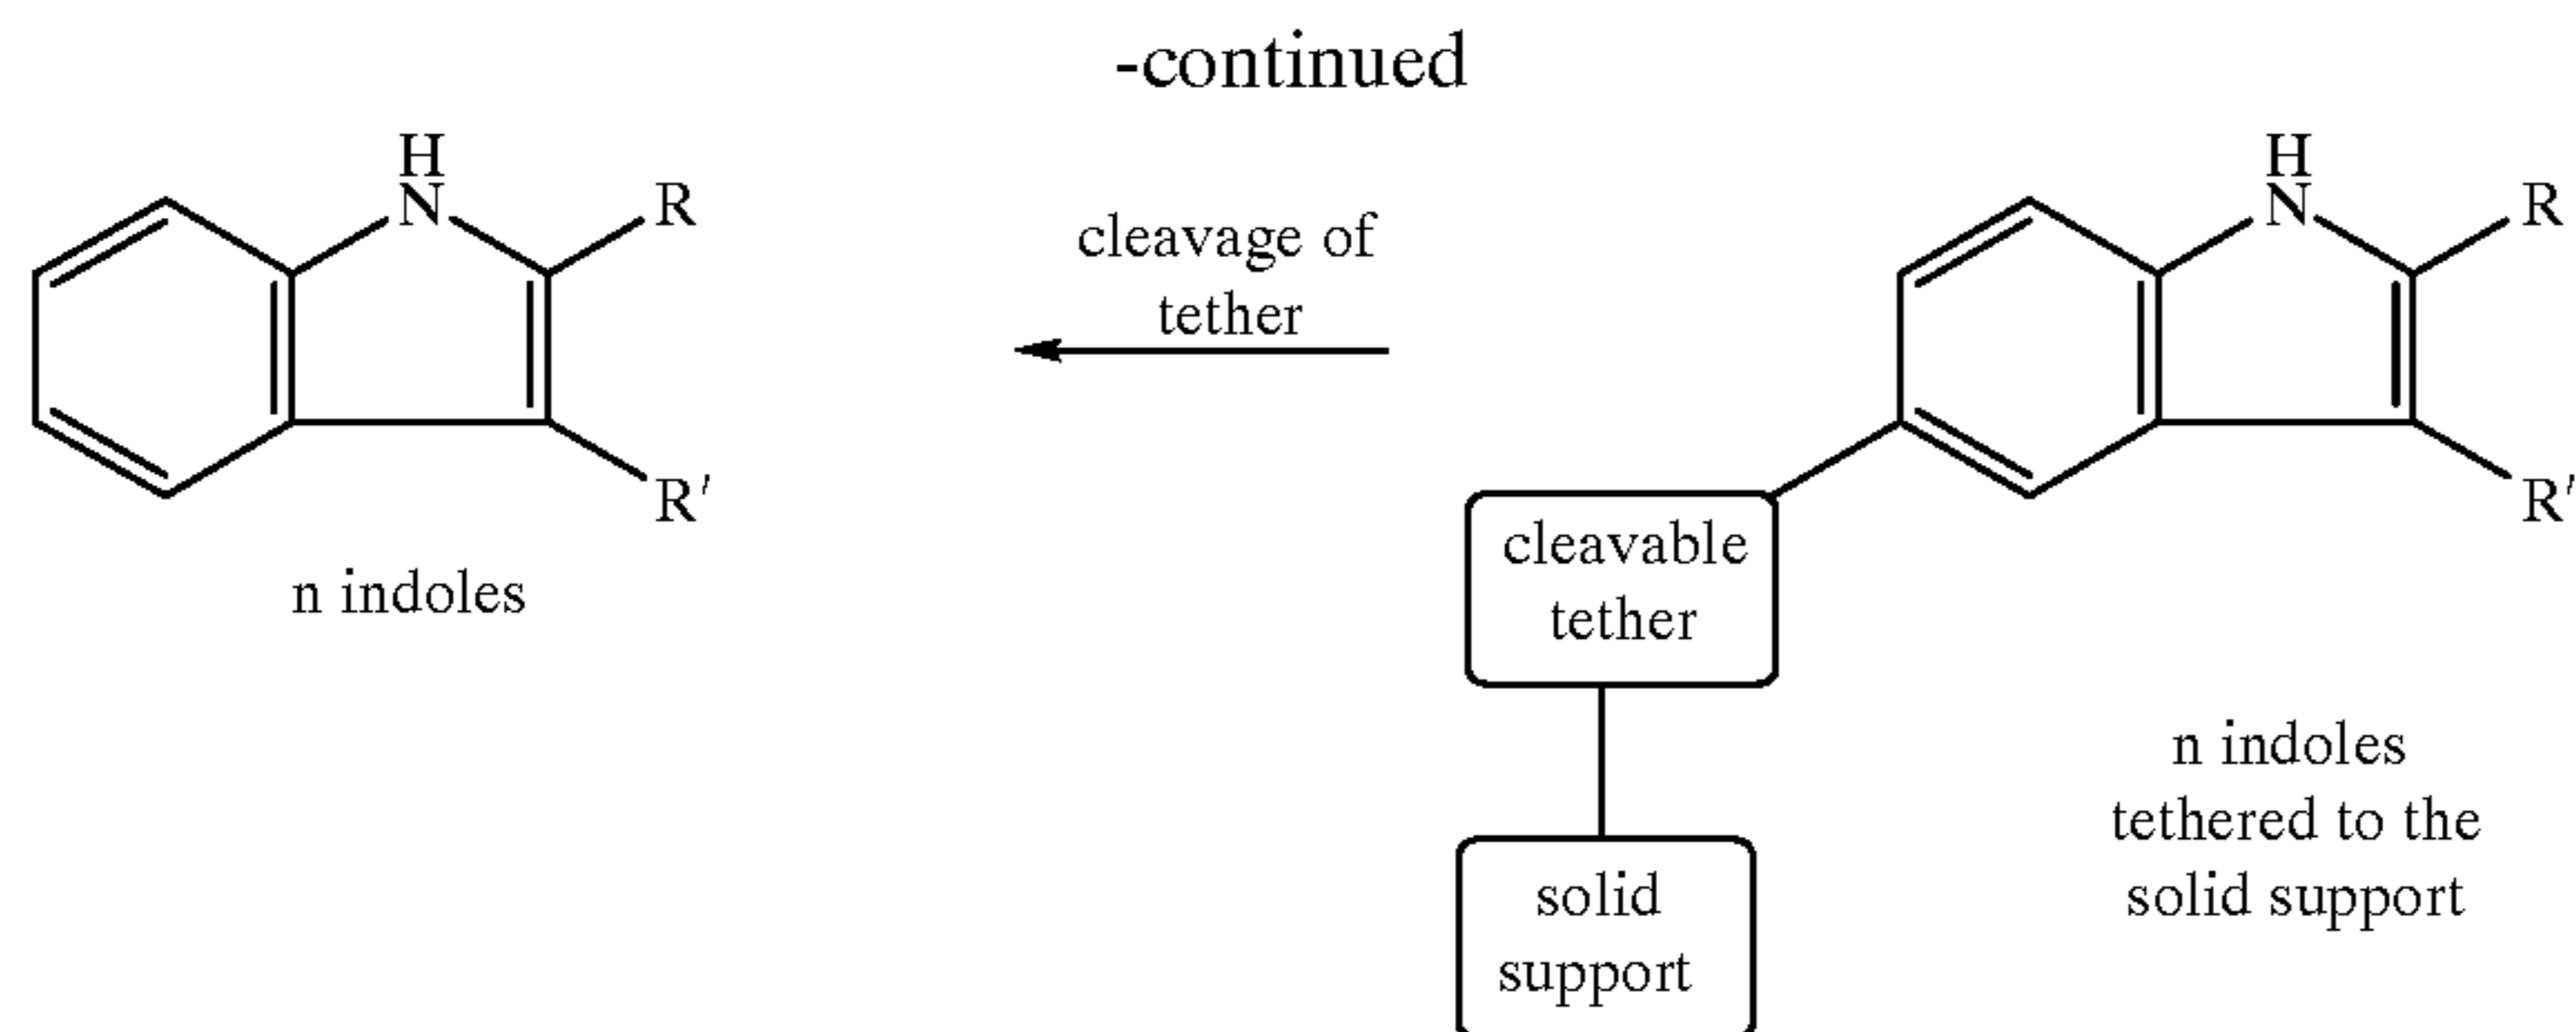 -continued
H
N
R
R'
n indoles
cleavage of
tether
H
N
R
R'
cleavable
tether
solid
support
n indoles
tethered to the
solid support